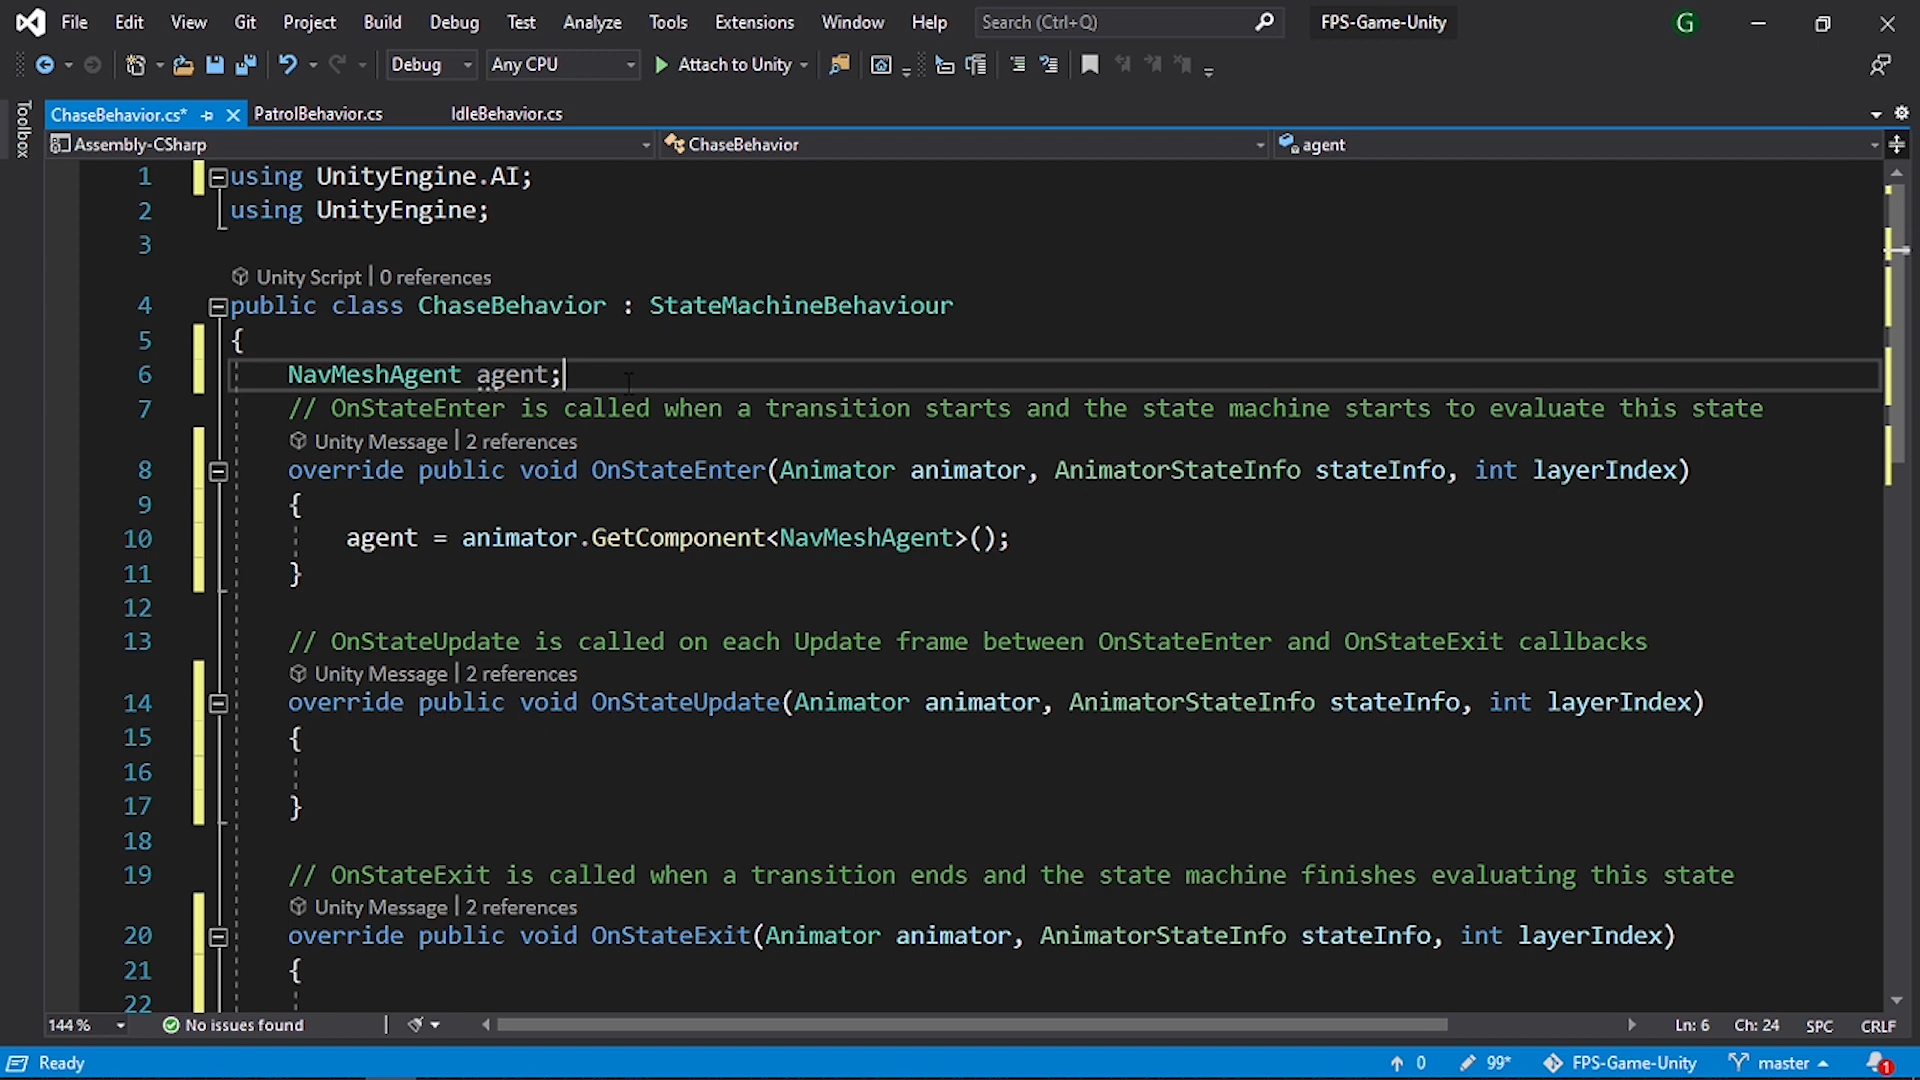 File Edit View Git Project Build Debug Test Analyze Tools Extensions Window Help Search (Ctrl+Q) FPS-Game-Unity G
Debug Any CPU Attach to Unity
Toolbox
ChaseBehavior.cs* PatrolBehavior.cs IdleBehavior.cs
Assembly-CSharp ChaseBehavior agent
1 using UnityEngine.AI;
2 using UnityEngine;
3
Unity Script | 0 references
4 public class ChaseBehavior : StateMachineBehaviour
5 {
6 NavMeshAgent agent;
7 // OnStateEnter is called when a transition starts and the state machine starts to evaluate this state
Unity Message | 2 references
8 override public void OnStateEnter(Animator animator, AnimatorStateInfo stateInfo, int layerIndex)
9 {
10 agent = animator.GetComponent<NavMeshAgent>();
11 }
12
13 // OnStateUpdate is called on each Update frame between OnStateEnter and OnStateExit callbacks
Unity Message | 2 references
14 override public void OnStateUpdate(Animator animator, AnimatorStateInfo stateInfo, int layerIndex)
15 {
16
17 }
18
19 // OnStateExit is called when a transition ends and the state machine finishes evaluating this state
Unity Message | 2 references
20 override public void OnStateExit(Animator animator, AnimatorStateInfo stateInfo, int layerIndex)
21 {
22
144 % No issues found Ln: 6 Ch: 24 SPC CRLF
Ready 0 99* FPS-Game-Unity master 1